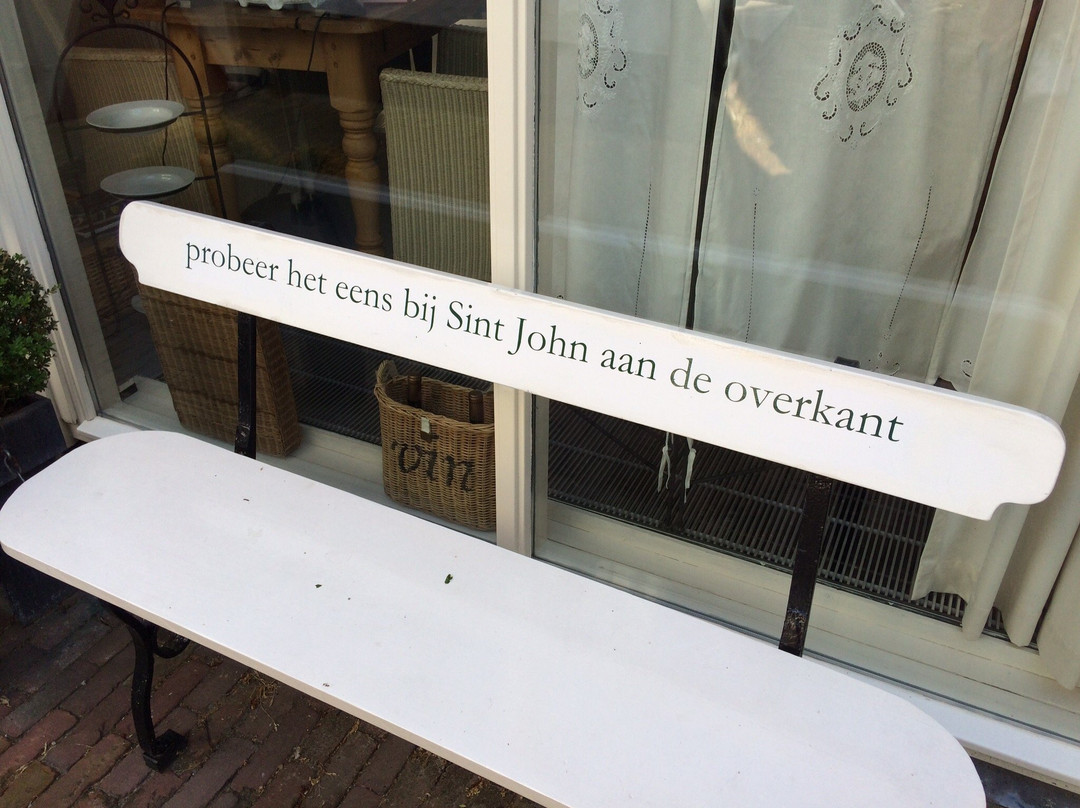 probeer het eens bij Sint John aan de overkant
vin